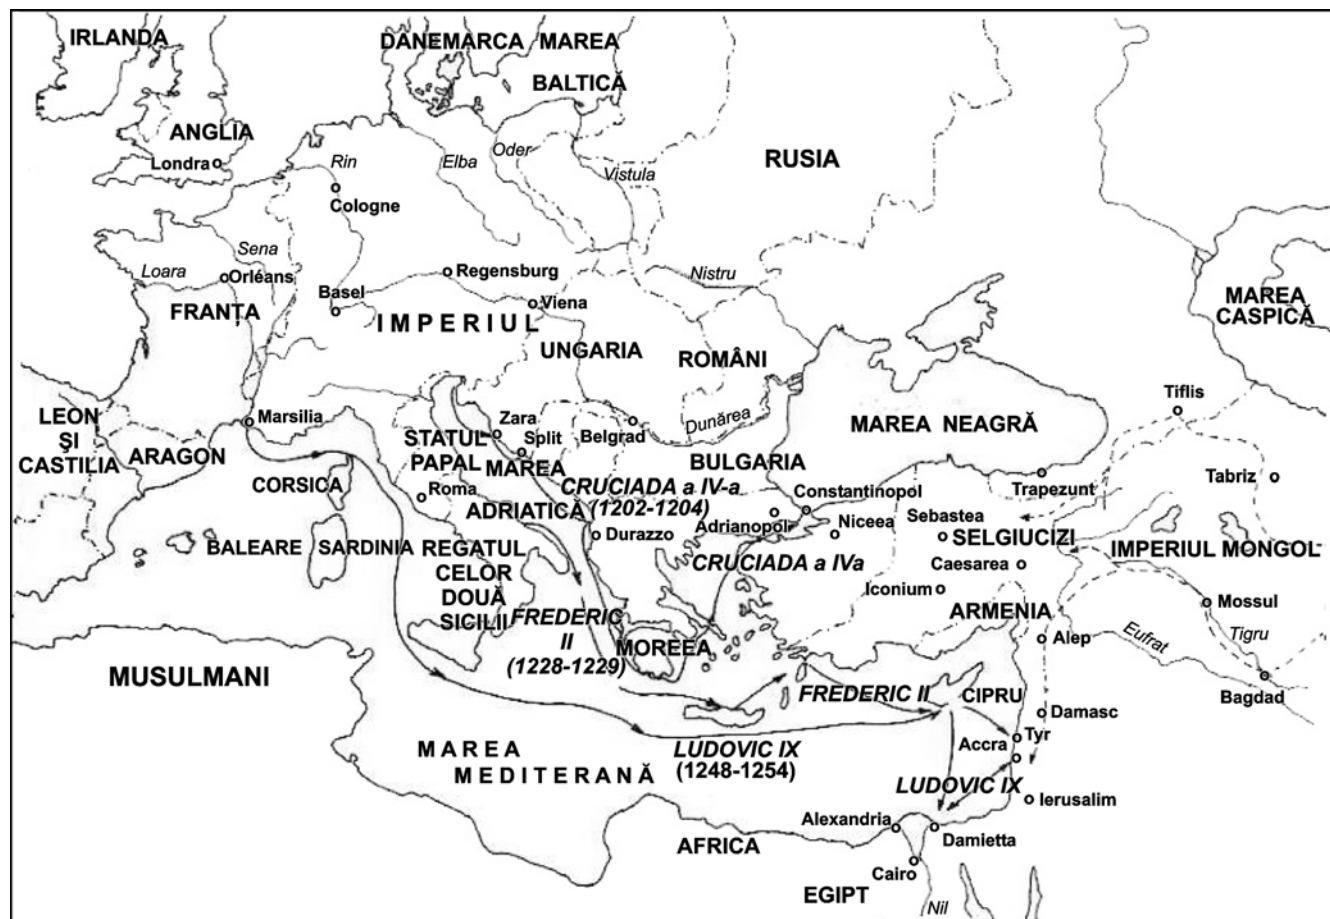 IRLANDA
DANEMARCA
MAREA
BALTICĂ
ANGLIA
Londra
Rin
Elba
Oder
Vistula
RUSIA
Cologne
Sena
Loara
Orléans
Regensburg
Nistru
Basel
Viena
FRANȚA
IMPERIUL
UNGARIA
ROMÂNI
MAREA
CASPICĂ
LEON
ȘI
CASTILIA
ARAGON
Marsilia
CORSICA
STATUL
PAPAL
Roma
Zara
Split
MAREA
ADRIATICĂ
Belgrad
Dunărea
BULGARIA
MAREA NEAGRĂ
Tiflis
Tabriz
Trapezunt
CRUCIADA a IV-a
(1202-1204)
Constantinopol
Adrianopol
Niceea
Sebastea
SELGIUCIZI
IMPERIUL MONGOL
BALEARE
SARDINIA
REGATUL
CELOR
DOUĂ
SICILII
Durazzo
CRUCIADA a IVa
Caesarea
Iconium
ARMENIA
Mossul
Tigru
Eufrat
Bagdad
Alep
FREDERIC
II
(1228-1229)
MOREEA
MUSULMANI
FREDERIC II
CIPRU
Damasc
Tyr
Accra
MAREA
MEDITERANĂ
LUDOVIC IX
(1248-1254)
LUDOVIC IX
Ierusalim
Alexandria
Damietta
AFRICA
Cairo
EGIPT
Nil